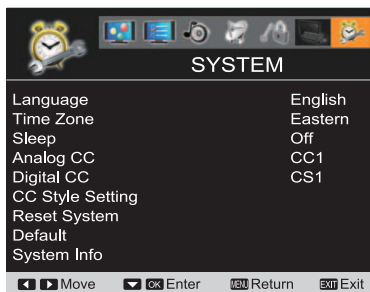 SYSTEM
Language English
Time Zone Eastern
Sleep Off
Analog CC CC1
Digital CC CS1
CC Style Setting
Reset System
Default
System Info
Move OK Enter MENU Return EXIT Exit